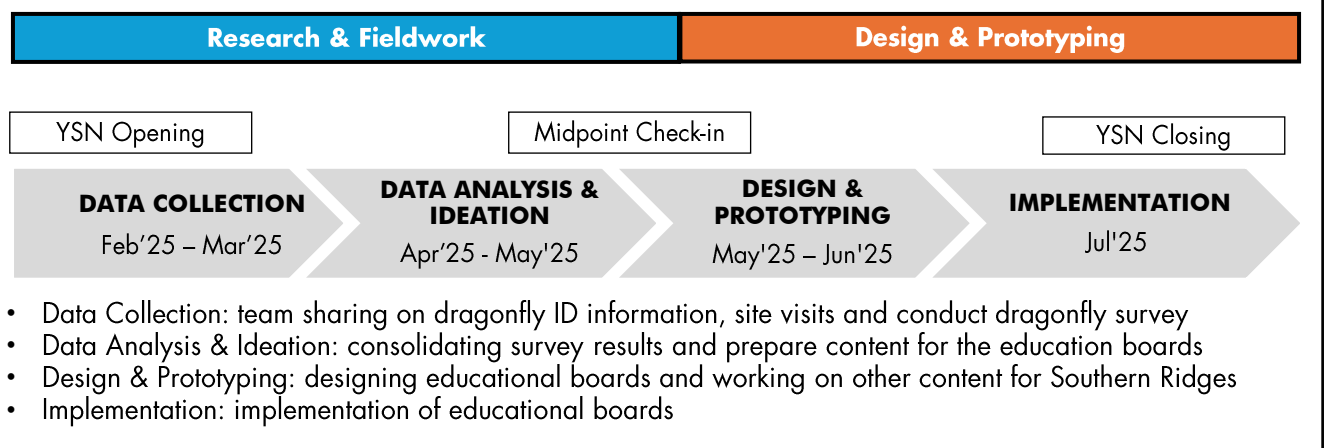 Research & Fieldwork
Design & Prototyping
YSN Opening
Midpoint Check-in
YSN Closing
DATA COLLECTION
Feb’25 – Mar’25
DATA ANALYSIS &
IDEATION
Apr’25 - May'25
DESIGN &
PROTOTYPING
May'25 – Jun'25
IMPLEMENTATION
Jul'25
• Data Collection: team sharing on dragonfly ID information, site visits and conduct dragonfly survey
• Data Analysis & Ideation: consolidating survey results and prepare content for the education boards
• Design & Prototyping: designing educational boards and working on other content for Southern Ridges
• Implementation: implementation of educational boards